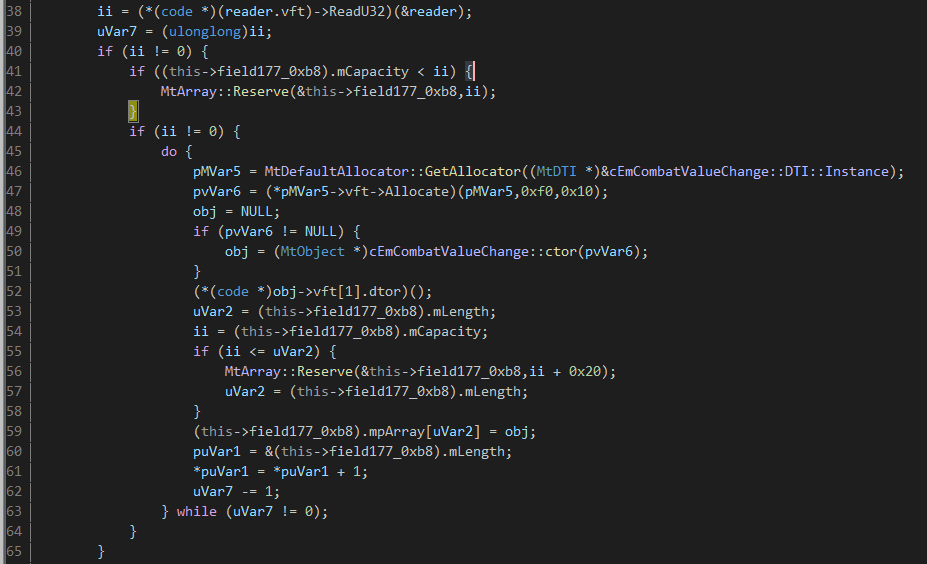 38 ii = (*(code *)(reader.vft)->ReadU32)(&reader);
39 uVar7 = (ulonglong)ii;
40 if (ii != 0) {
41 if ((this->field177_0xb8).mCapacity < ii) {
42 MtArray::Reserve(&this->field177_0xb8,ii);
43 }
44 if (ii != 0) {
45 do {
46 pMVar5 = MtDefaultAllocator::GetAllocator((MtDTI *)&cEmCombatValueChange::DTI::Instance);
47 pvVar6 = (*pMVar5->vft->Allocate)(pMVar5,0xf0,0x10);
48 obj = NULL;
49 if (pvVar6 != NULL) {
50 obj = (MtObject *)cEmCombatValueChange::ctor(pvVar6);
51 }
52 (*(code *)obj->vft[1].dtor)();
53 uVar2 = (this->field177_0xb8).mLength;
54 ii = (this->field177_0xb8).mCapacity;
55 if (ii <= uVar2) {
56 MtArray::Reserve(&this->field177_0xb8,ii + 0x20);
57 uVar2 = (this->field177_0xb8).mLength;
58 }
59 (this->field177_0xb8).mpArray[uVar2] = obj;
60 puVar1 = &(this->field177_0xb8).mLength;
61 *puVar1 = *puVar1 + 1;
62 uVar7 -= 1;
63 } while (uVar7 != 0);
64 }
65 }